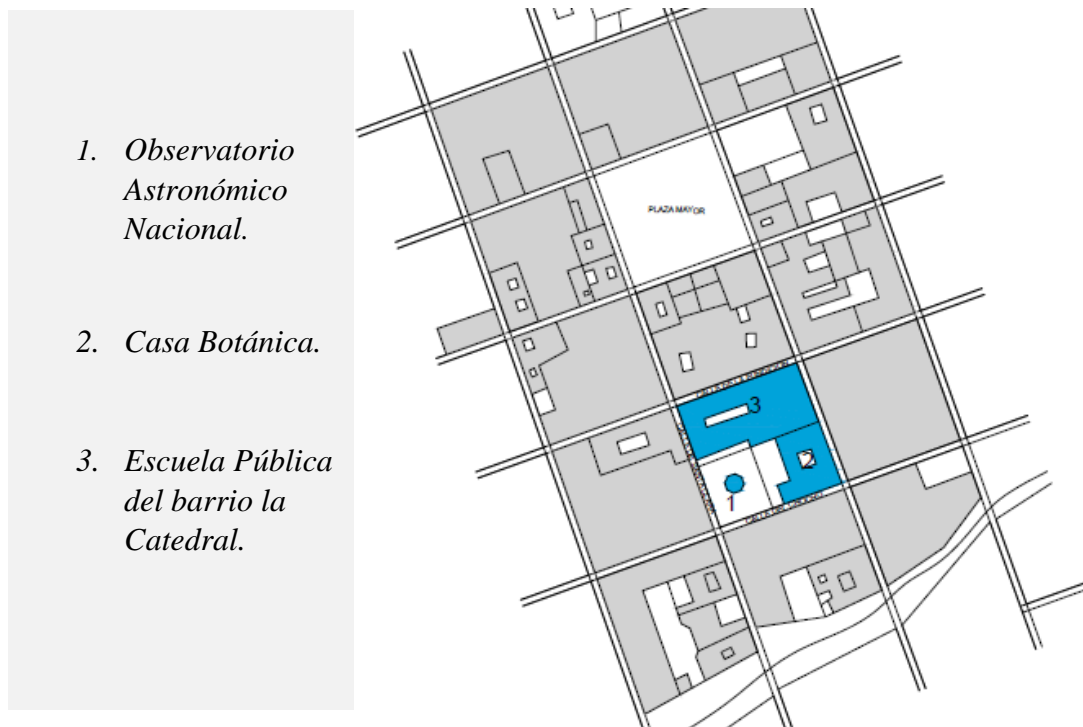 1. Observatorio
Astronómico
Nacional.
2. Casa Botánica.
3. Escuela Pública
del barrio la
Catedral.
PLAZA MAYOR
3
2
1